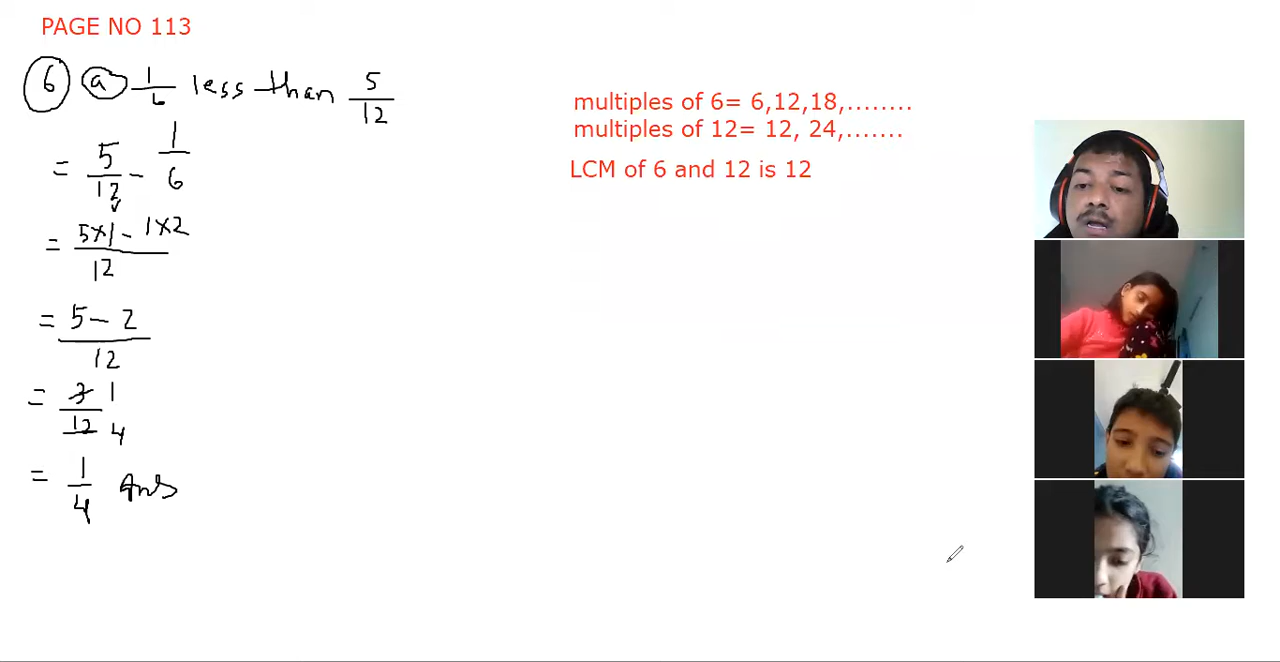 PAGE NO 113
6 a 1/6 less than 5/12
= 5/12 - 1/6
= 5×1 - 1×2 / 12
= 5 - 2 / 12
= 3/12 1/4
= 1/4 Ans
multiples of 6= 6,12,18,........
multiples of 12= 12, 24,.......
LCM of 6 and 12 is 12